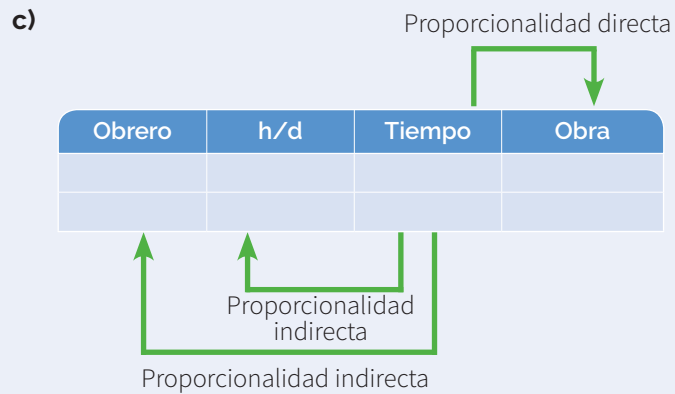 c)
Proporcionalidad directa
Obrero h/d Tiempo Obra
Proporcionalidad
indirecta
Proporcionalidad indirecta